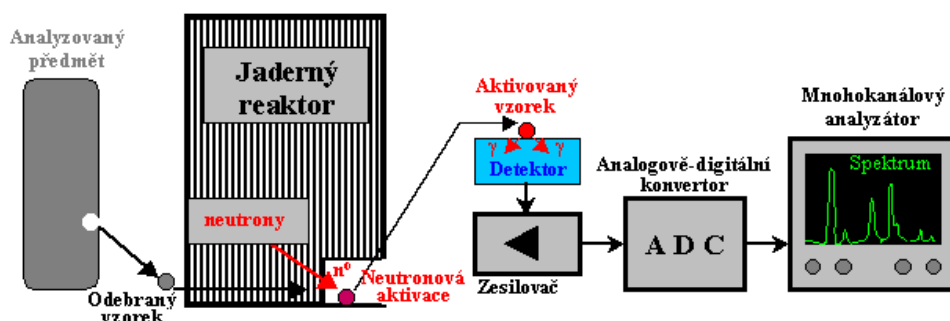 Analyzovaný
předmět
Odebraný
vzorek
Jaderný
reaktor
neutrony
n⁰
Neutronová
aktivace
Aktivovaný
vzorek
γ γ
Detektor
Zesilovač
Analogově-digitální
konvertor
A D C
Mnohokanálový
analyzátor
Spektrum